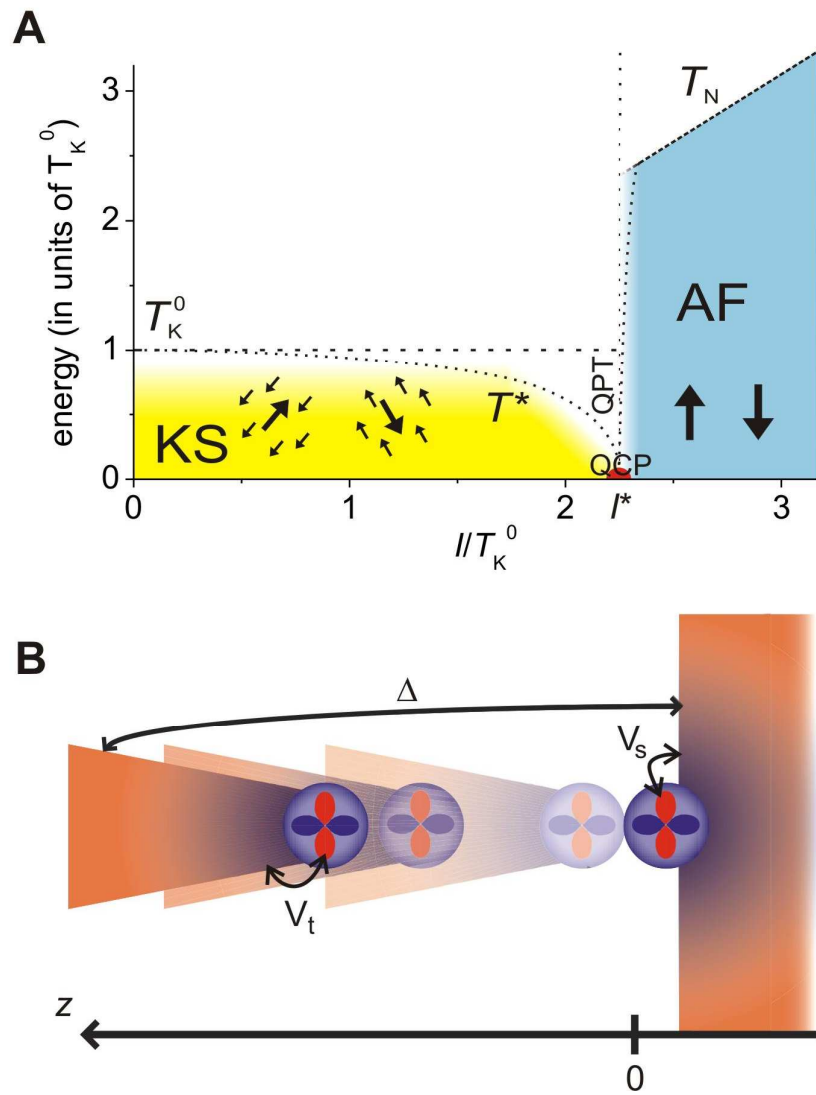 A
energy (in units of T_K^0)
3
2
1
0
T_N
T_K^0
AF
QPT
T*
KS
QCP
0
1
2
I*
3
I/T_K^0
B
Δ
V_s
V_t
z
0